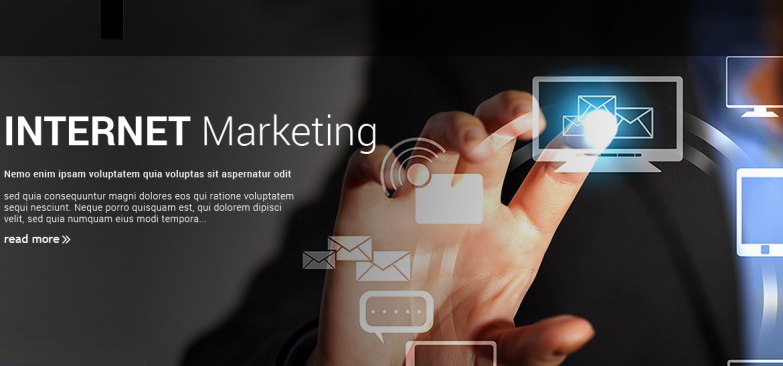 INTERNET Marketing
Nemo enim ipsam voluptatem quia voluptas sit aspernatur odit
sed quia consequuntur magni dolores eos qui ratione voluptatem
sequi nesciunt. Neque porro quisquam est, qui dolorem dipisci
velit, sed quia numquam eius modi tempora...
read more »